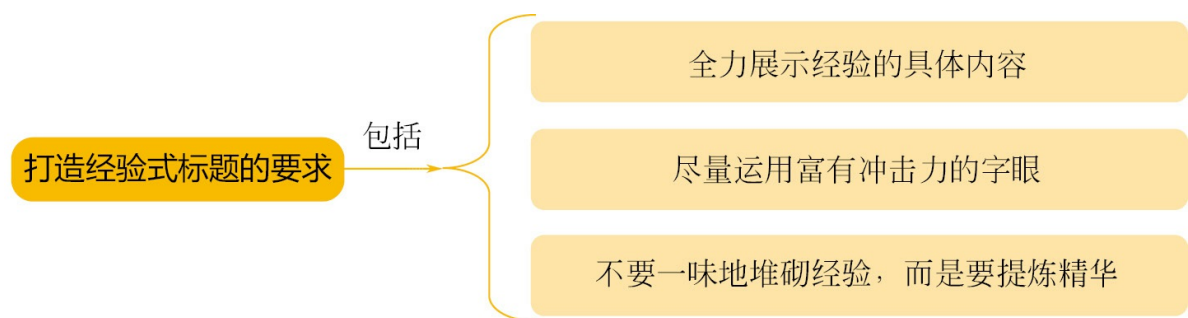 打造经验式标题的要求
包括
全力展示经验的具体内容
尽量运用富有冲击力的字眼
不要一味地堆砌经验，而是要提炼精华